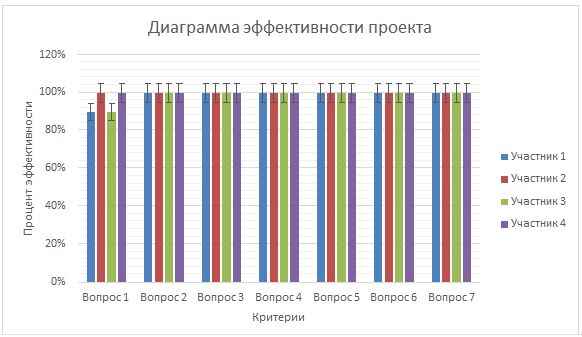 Диаграмма эффективности проекта
120%
100%
80%
60%
40%
20%
0%
Процент эффективности
Вопрос 1 Вопрос 2 Вопрос 3 Вопрос 4 Вопрос 5 Вопрос 6 Вопрос 7
Критерии
Участник 1
Участник 2
Участник 3
Участник 4